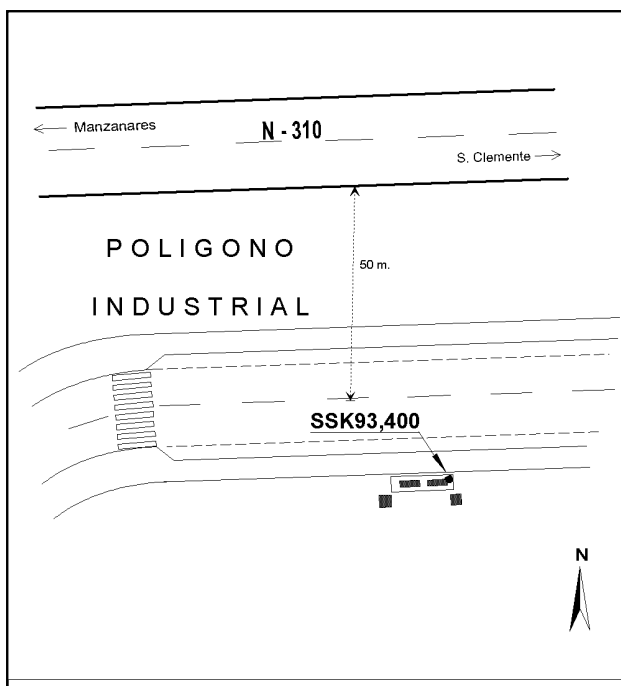 Manzanares
N - 310
S. Clemente
POLIGONO
50 m.
INDUSTRIAL
SSK93,400
N